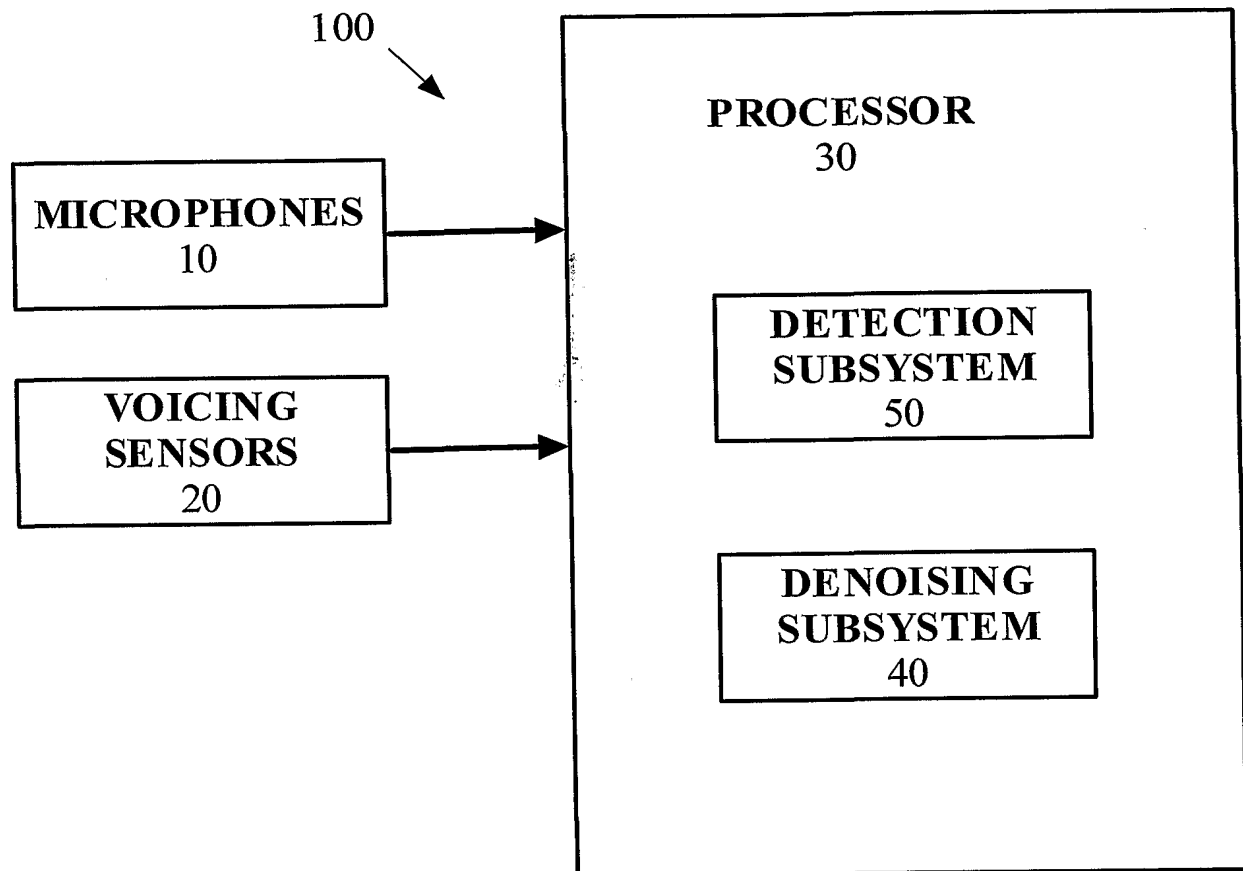 100
PROCESSOR
30
MICROPHONES
10
VOICING
SENSORS
20
DETECTION
SUBSYSTEM
50
DENOISING
SUBSYSTEM
40